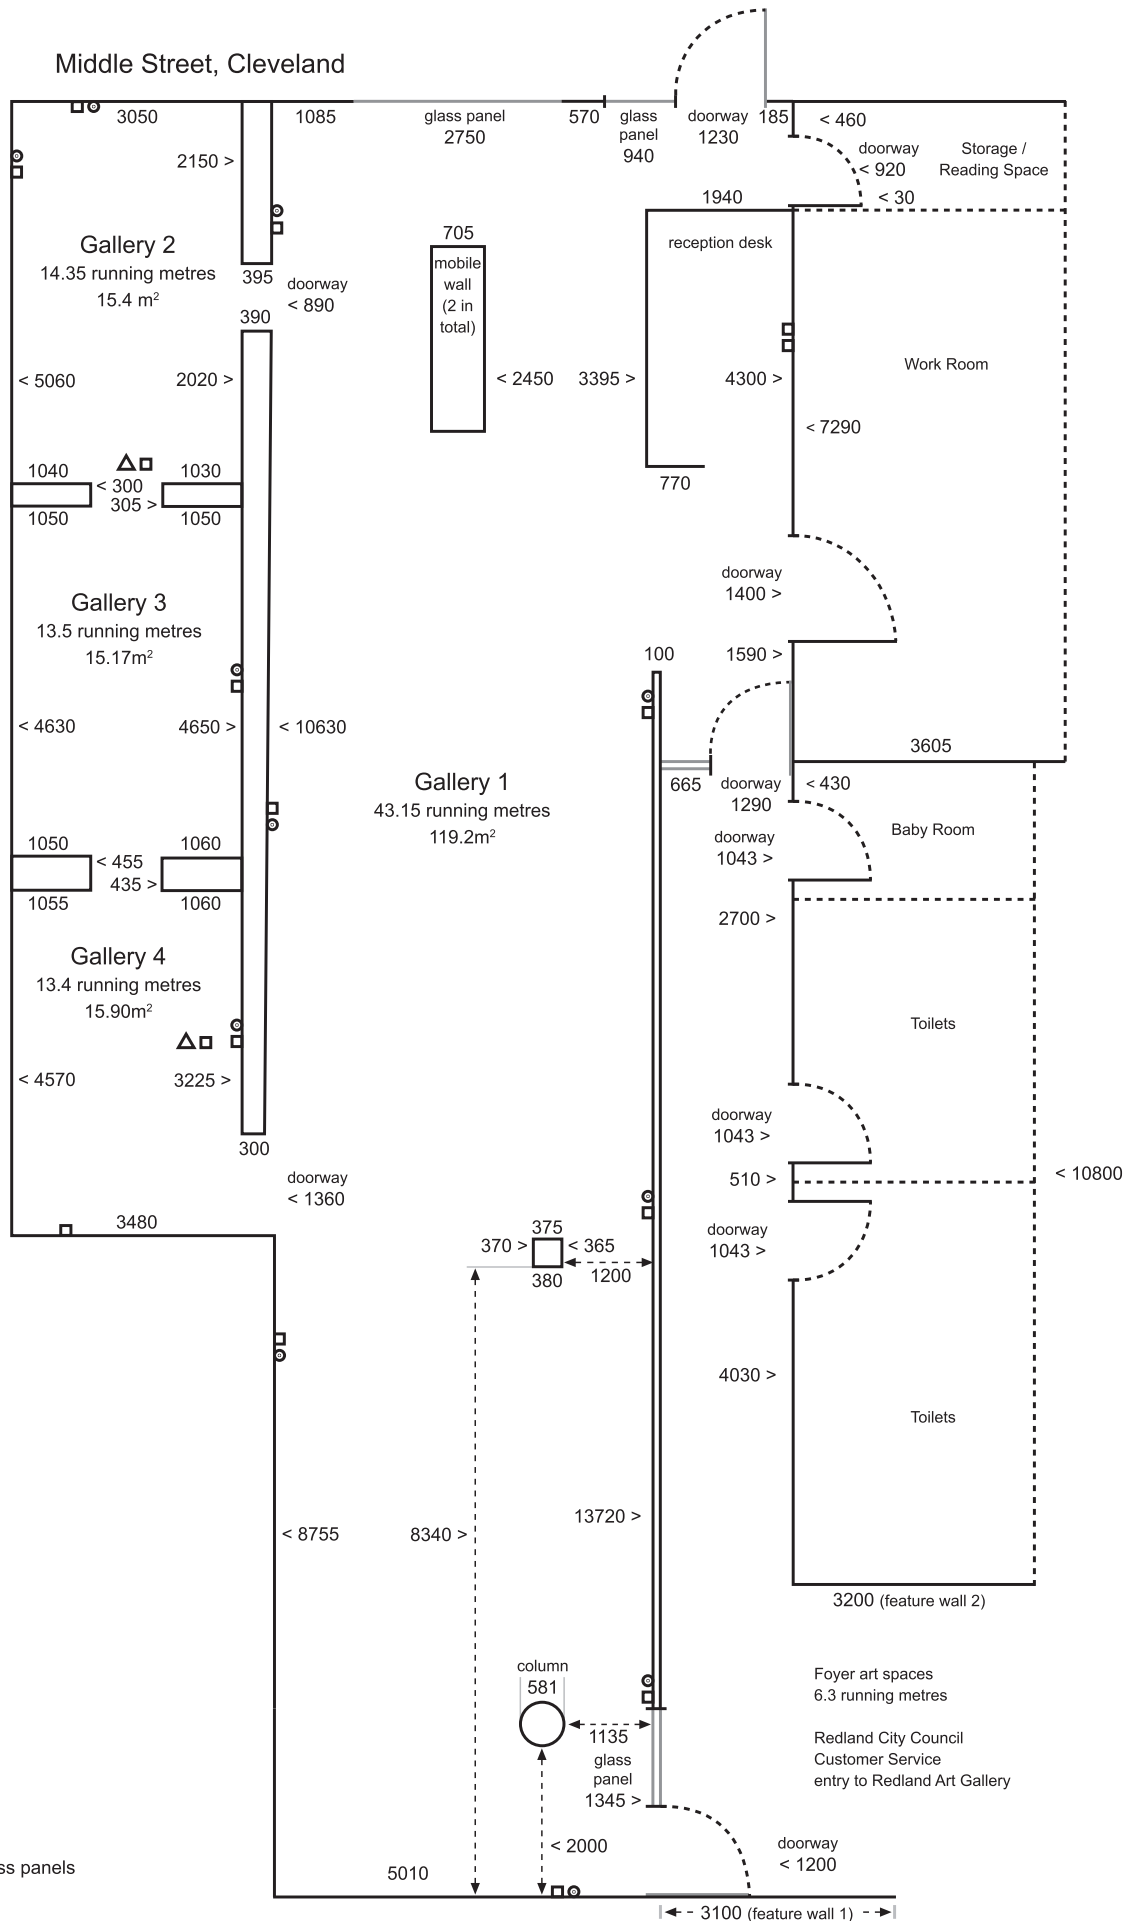 Middle Street, Cleveland
3050
1085
glass panel
2750
570
glass
panel
940
doorway
1230
185
< 460
2150 >
doorway
< 920
< 30
Storage /
Reading Space
1940
reception desk
705
mobile
wall
(2 in
total)
Gallery 2
14.35 running metres
15.4 m²
395
doorway
< 890
390
< 5060
2020 >
< 2450
3395 >
4300 >
Work Room
< 7290
770
1040
< 300
1030
305 >
1050
1050
doorway
1400 >
Gallery 3
13.5 running metres
15.17m²
100
1590 >
< 4630
4650 >
< 10630
3605
665
doorway
1290
< 430
Gallery 1
43.15 running metres
119.2m²
doorway
1043 >
Baby Room
1050
< 455
1060
435 >
1055
1060
2700 >
Gallery 4
13.4 running metres
15.90m²
Toilets
< 4570
3225 >
300
doorway
1043 >
doorway
< 1360
510 >
< 10800
3480
375
370 >
< 365
380
1200
doorway
1043 >
4030 >
Toilets
< 8755
8340 >
13720 >
3200 (feature wall 2)
column
581
1135
glass
panel
1345 >
Foyer art spaces
6.3 running metres
Redland City Council
Customer Service
entry to Redland Art Gallery
< 2000
doorway
< 1200
ss panels
5010
3100 (feature wall 1)